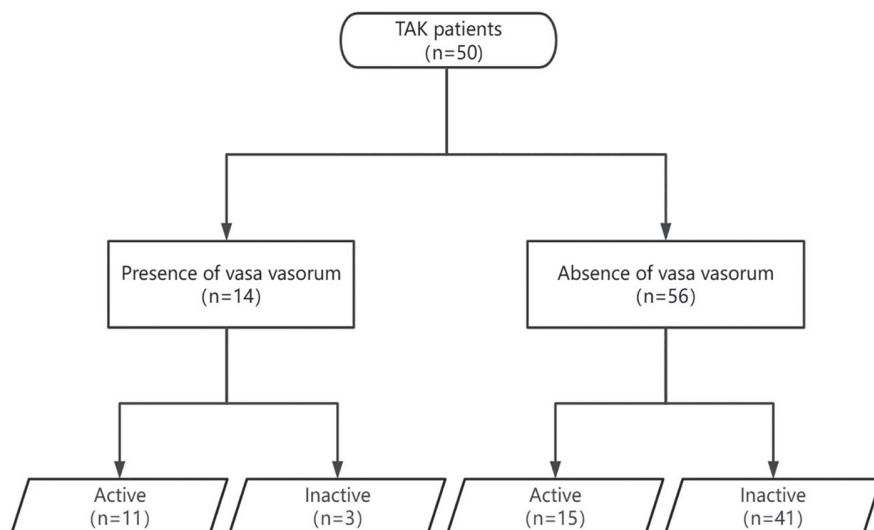 TAK patients
(n=50)
Presence of vasa vasorum
(n=14)
Absence of vasa vasorum
(n=56)
Active
(n=11)
Inactive
(n=3)
Active
(n=15)
Inactive
(n=41)